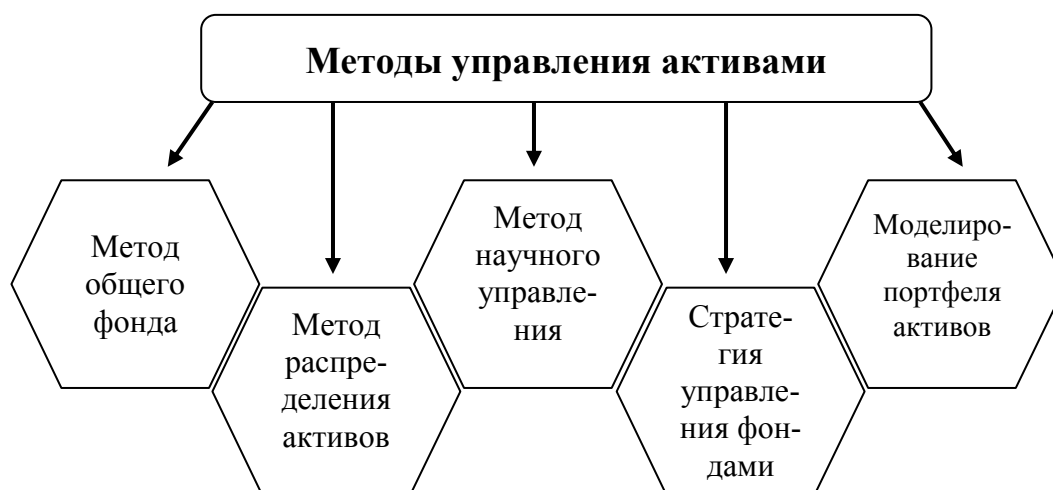 Методы управления активами
Метод
общего
фонда
Метод
распре-
деления
активов
Метод
научного
управле-
ния
Страте-
гия
управле-
ния фон-
дами
Моделиро-
вание
портфеля
активов